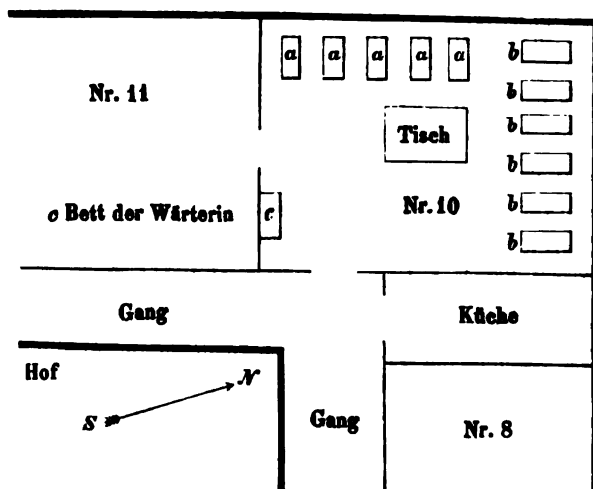 a a a a a
b
Nr. 11
b
Tisch
b
b
c Bett der Wärterin
c
Nr. 10
b
b
Gang
Küche
Hof
N
S
Gang
Nr. 8